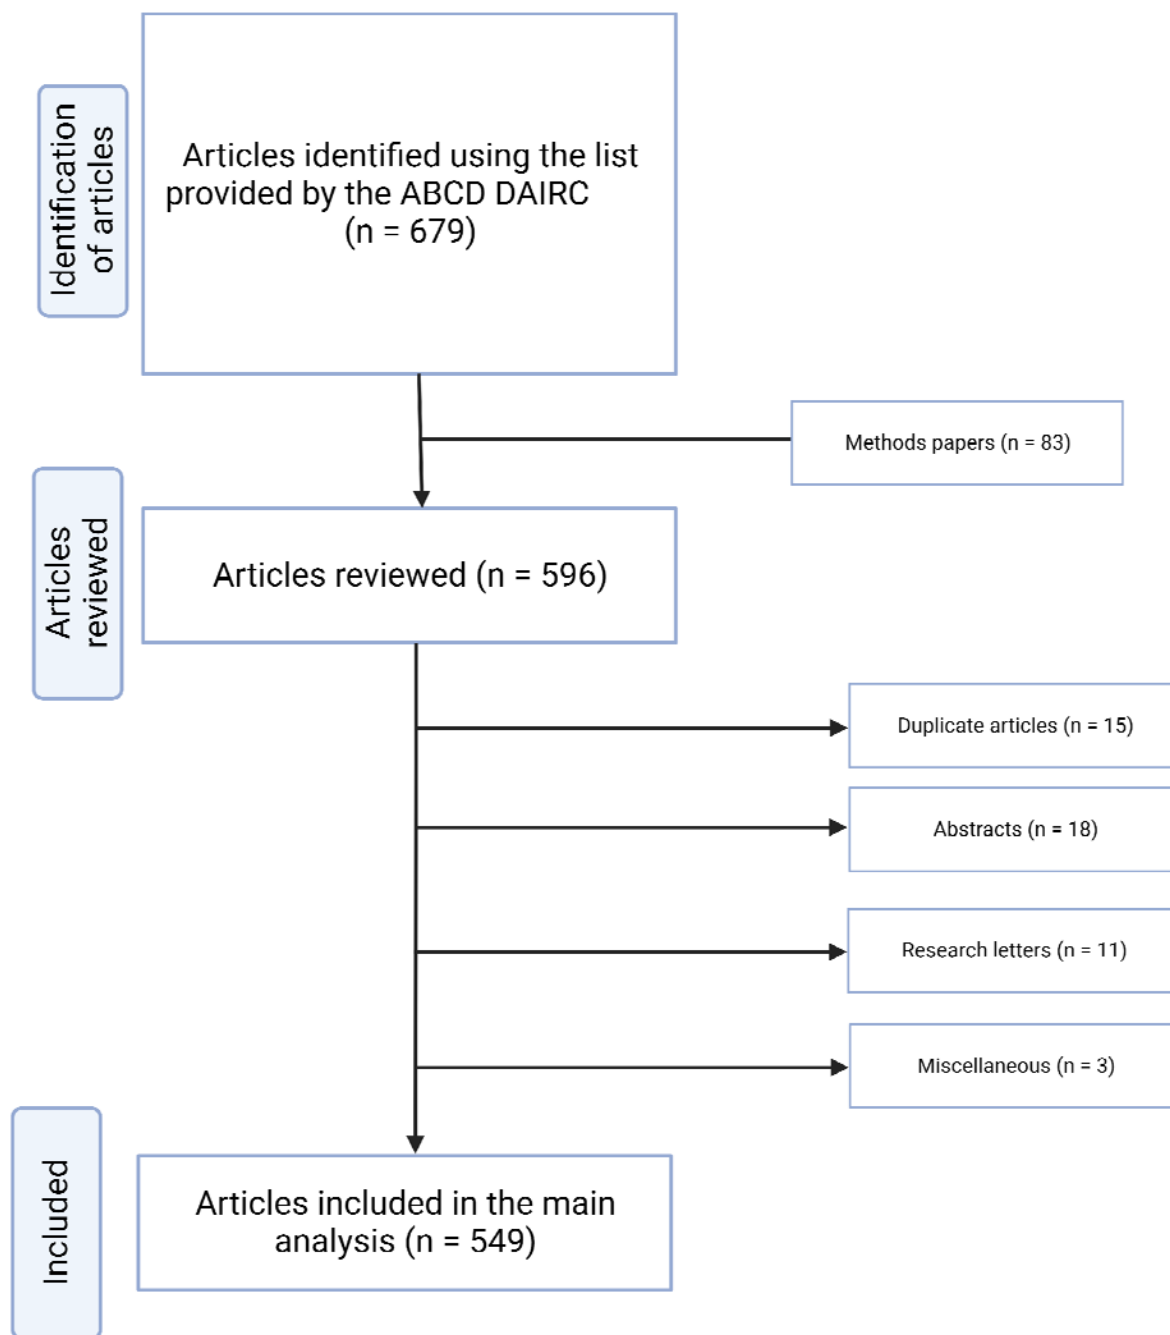 Identification
of articles
Articles identified using the list
provided by the ABCD DAIRC
(n = 679)
Methods papers (n = 83)
Articles
reviewed
Articles reviewed (n = 596)
Duplicate articles (n = 15)
Abstracts (n = 18)
Research letters (n = 11)
Miscellaneous (n = 3)
Included
Articles included in the main
analysis (n = 549)